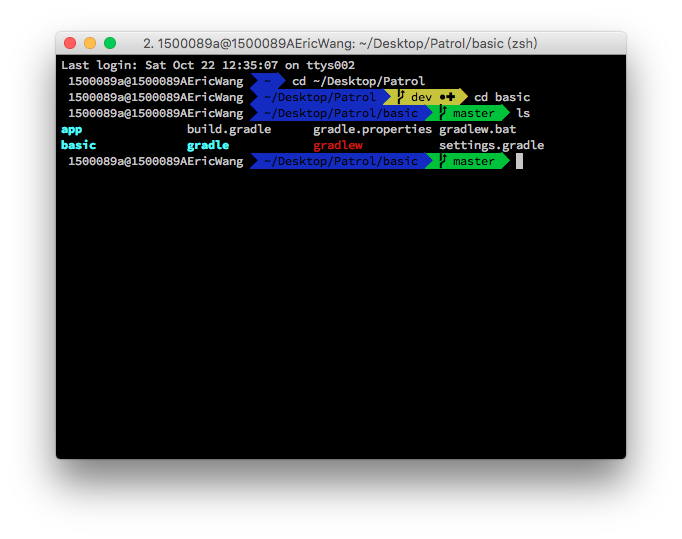 2. 1500089a@1500089AEricWang: ~/Desktop/Patrol/basic (zsh)
Last login: Sat Oct 22 12:35:07 on ttys002
1500089a@1500089AEricWang ~ cd ~/Desktop/Patrol
1500089a@1500089AEricWang ~/Desktop/Patrol dev ●✚ cd basic
1500089a@1500089AEricWang ~/Desktop/Patrol/basic master ls
app build.gradle gradle.properties gradlew.bat
basic gradle gradlew settings.gradle
1500089a@1500089AEricWang ~/Desktop/Patrol/basic master